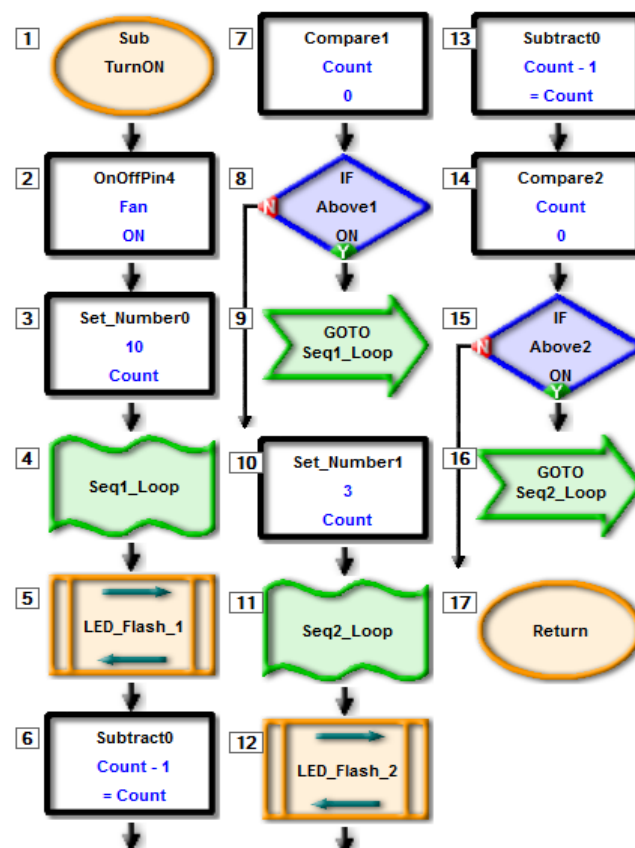 1
Sub
TurnON
2
OnOffPin4
Fan
ON
3
Set_Number0
10
Count
4
Seq1_Loop
5
LED_Flash_1
6
Subtract0
Count - 1
= Count
7
Compare1
Count
0
8
IF
Above1
ON
N
Y
9
GOTO
Seq1_Loop
10
Set_Number1
3
Count
11
Seq2_Loop
12
LED_Flash_2
13
Subtract0
Count - 1
= Count
14
Compare2
Count
0
15
IF
Above2
ON
N
Y
16
GOTO
Seq2_Loop
17
Return